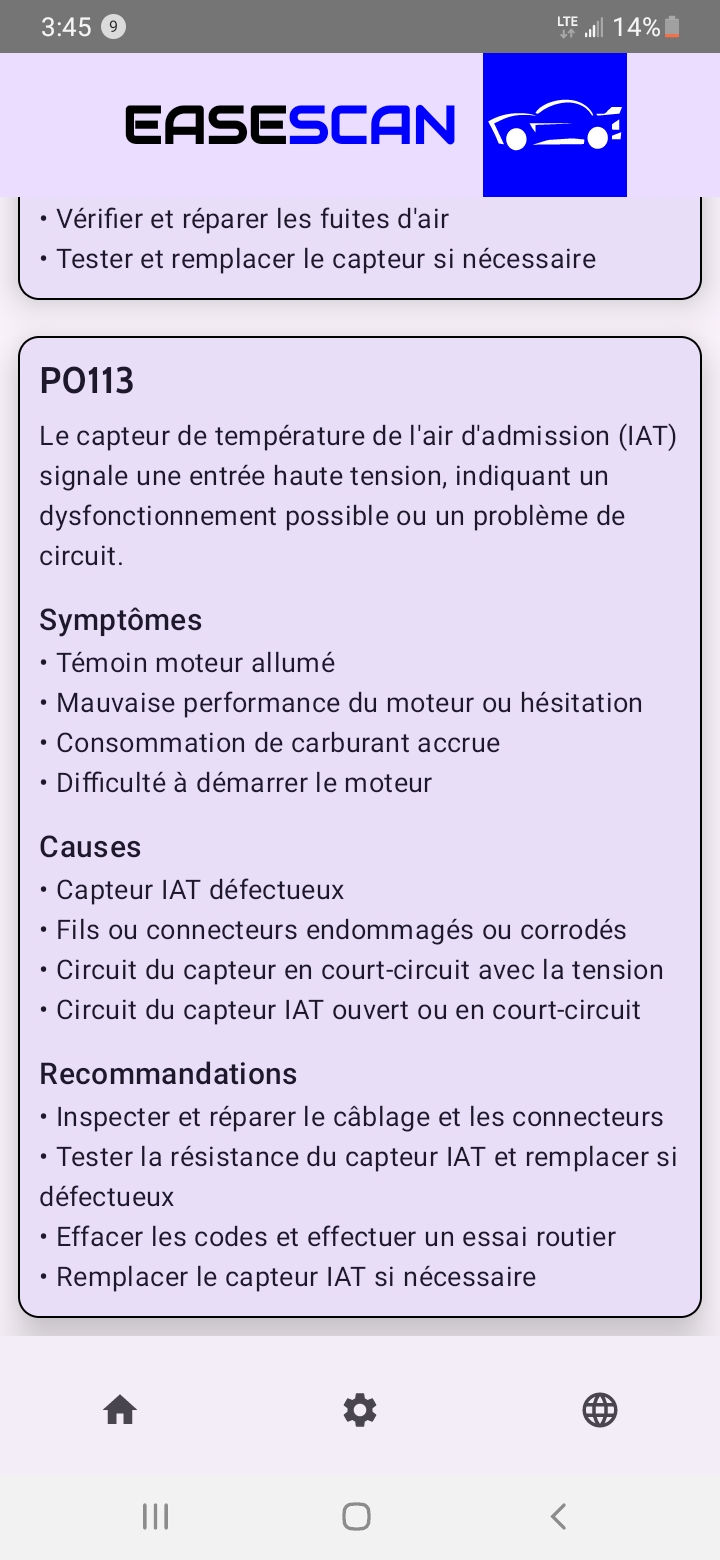 3:45 9 LTE 14%
EASESCAN
• Vérifier et réparer les fuites d'air
• Tester et remplacer le capteur si nécessaire
P0113
Le capteur de température de l'air d'admission (IAT)
signale une entrée haute tension, indiquant un
dysfonctionnement possible ou un problème de
circuit.
Symptômes
• Témoin moteur allumé
• Mauvaise performance du moteur ou hésitation
• Consommation de carburant accrue
• Difficulté à démarrer le moteur
Causes
• Capteur IAT défectueux
• Fils ou connecteurs endommagés ou corrodés
• Circuit du capteur en court-circuit avec la tension
• Circuit du capteur IAT ouvert ou en court-circuit
Recommandations
• Inspecter et réparer le câblage et les connecteurs
• Tester la résistance du capteur IAT et remplacer si
défectueux
• Effacer les codes et effectuer un essai routier
• Remplacer le capteur IAT si nécessaire